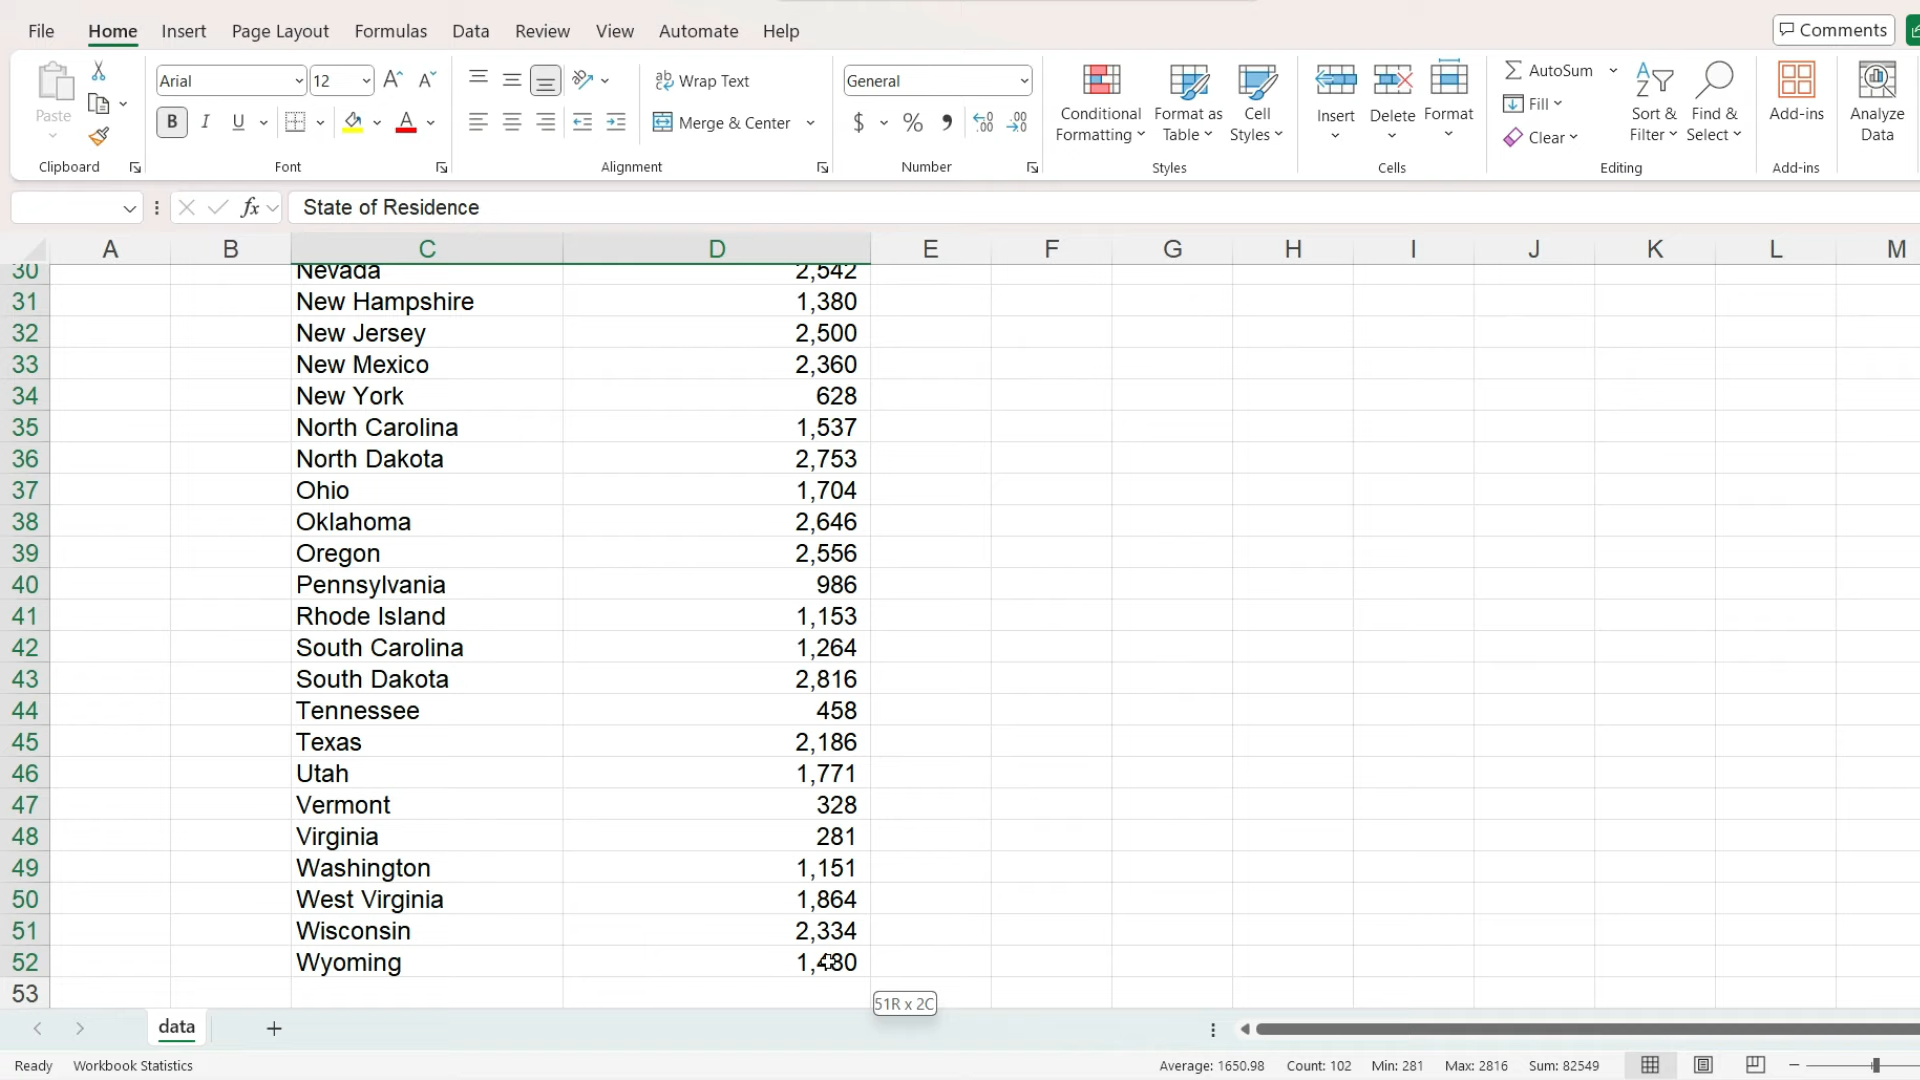 File Home Insert Page Layout Formulas Data Review View Automate Help Comments
Paste Arial 12 Wrap Text General Conditional Formatting Format as Table Cell Styles Insert Delete Format AutoSum Sort & Filter Find & Select Add-ins Analyze Data
B I U A Merge & Center $ % Fill
Clear
Clipboard Font Alignment Number Styles Cells Editing Add-ins
fx State of Residence
A B C D E F G H I J K L M
30 Nevada 2,542
31 New Hampshire 1,380
32 New Jersey 2,500
33 New Mexico 2,360
34 New York 628
35 North Carolina 1,537
36 North Dakota 2,753
37 Ohio 1,704
38 Oklahoma 2,646
39 Oregon 2,556
40 Pennsylvania 986
41 Rhode Island 1,153
42 South Carolina 1,264
43 South Dakota 2,816
44 Tennessee 458
45 Texas 2,186
46 Utah 1,771
47 Vermont 328
48 Virginia 281
49 Washington 1,151
50 West Virginia 1,864
51 Wisconsin 2,334
52 Wyoming 1,480
53
51R x 2C
data
Ready Workbook Statistics Average: 1650.98 Count: 102 Min: 281 Max: 2816 Sum: 82549